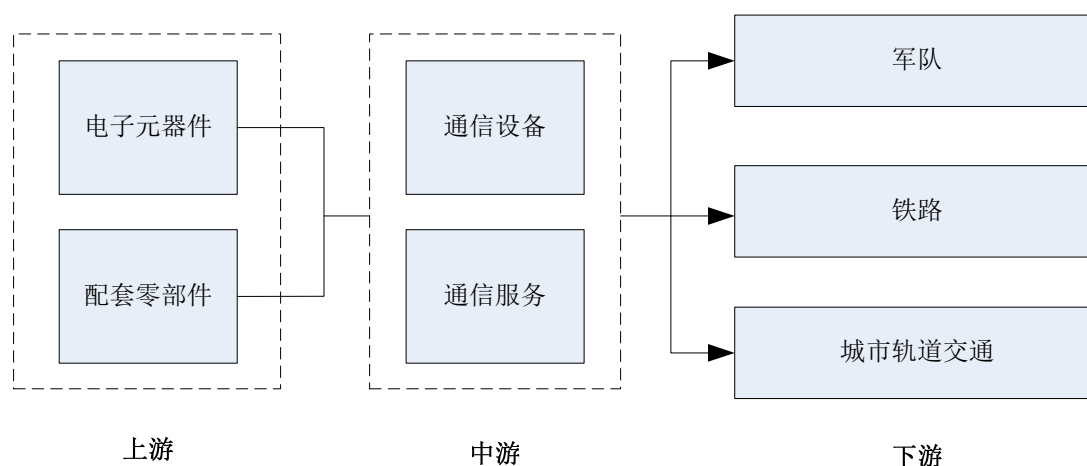 电子元器件
配套零部件
上游
通信设备
通信服务
中游
军队
铁路
城市轨道交通
下游